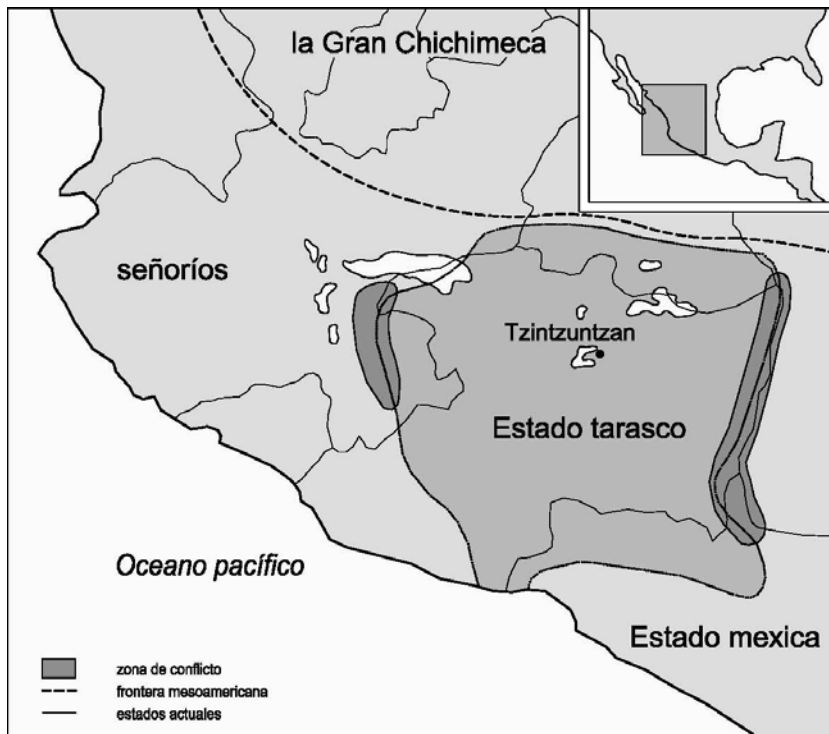 la Gran Chichimeca
señoríos
Tzintzuntzan
Estado tarasco
Oceano pacífico
Estado mexica
zona de conflicto
frontera mesoamericana
estados actuales